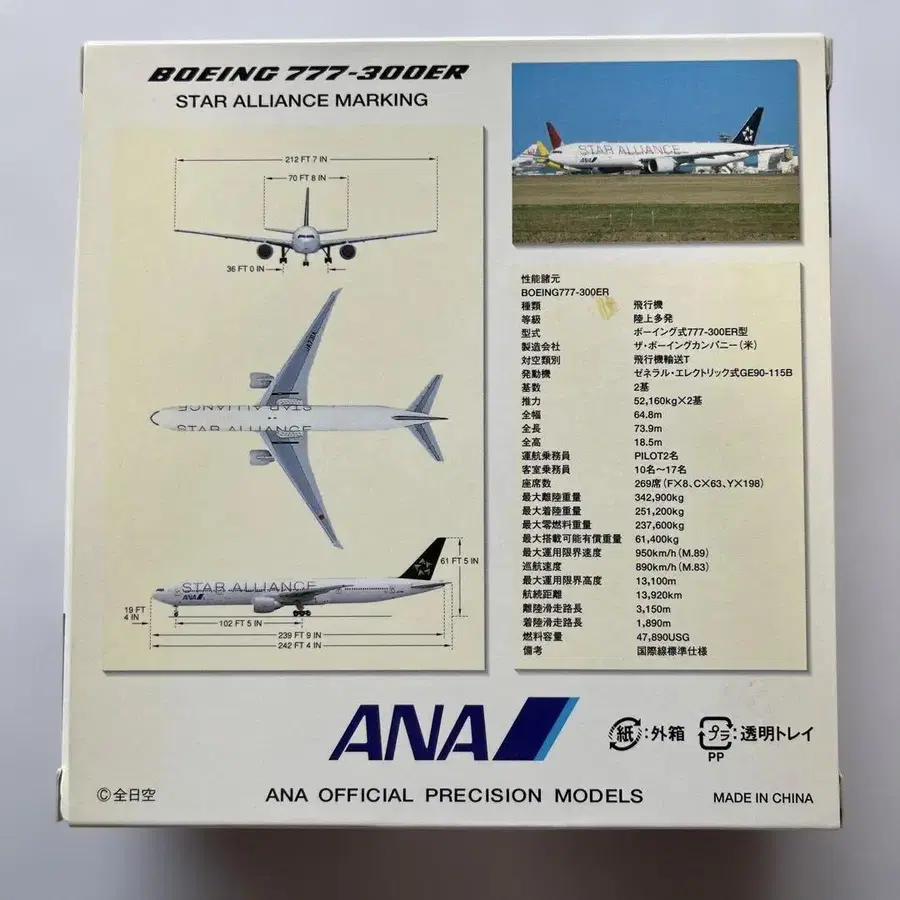 BOEING 777-300ER
STAR ALLIANCE MARKING
212 FT 7 IN
70 FT 8 IN
36 FT 0 IN
STAR ALLIANCE
STAR ALLIANCE
STAR ALLIANCE
ANA
61 FT 5 IN
19 FT
4 IN
102 FT 5 IN
239 FT 9 IN
242 FT 4 IN
STAR ALLIANCE
ANA
性能諸元
BOEING777-300ER
種類 飛行機
等級 陸上多発
型式 ボーイング式777-300ER型
製造会社 ザ・ボーイングカンパニー(米)
対空類別 飛行機輸送T
発動機 ゼネラル・エレクトリック式GE90-115B
基数 2基
推力 52,160kg×2基
全幅 64.8m
全長 73.9m
全高 18.5m
運航乗務員 PILOT2名
客室乗務員 10名〜17名
座席数 269席(F×8、C×63、Y×198)
最大離陸重量 342,900kg
最大着陸重量 251,200kg
最大零燃料重量 237,600kg
最大搭載可能有償重量 61,400kg
最大運用限界速度 950km/h(M.89)
巡航速度 890km/h(M.83)
最大運用限界高度 13,100m
航続距離 13,920km
離陸滑走路長 3,150m
着陸滑走路長 1,890m
燃料容量 47,890USG
備考 国際線標準仕様
ANA
紙:外箱 プラ:透明トレイ
PP
©全日空
ANA OFFICIAL PRECISION MODELS
MADE IN CHINA